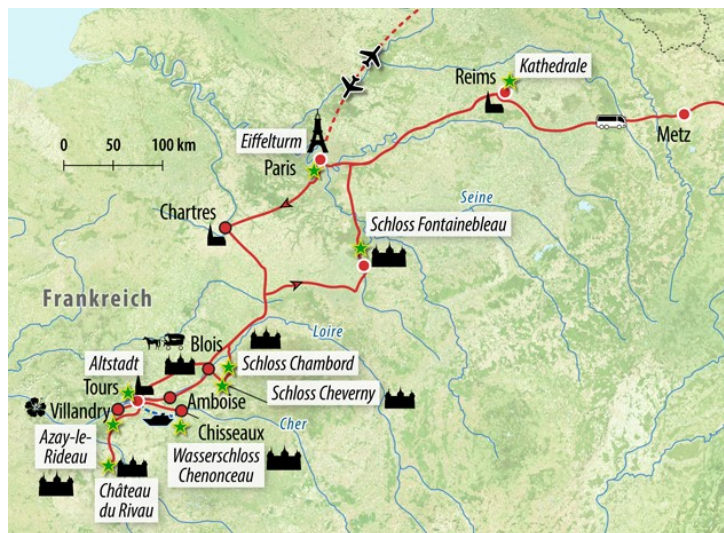 Kathedrale
Reims
Metz
Eiffelturm
Paris
0 50 100 km
Seine
Chartres
Schloss Fontainebleau
Frankreich
Loire
Blois
Altstadt
Schloss Chambord
Tours
Schloss Cheverny
Amboise
Villandry
Cher
Chisseaux
Azay-le-
Rideau
Wasserschloss
Chenonceau
Château
du Rivau